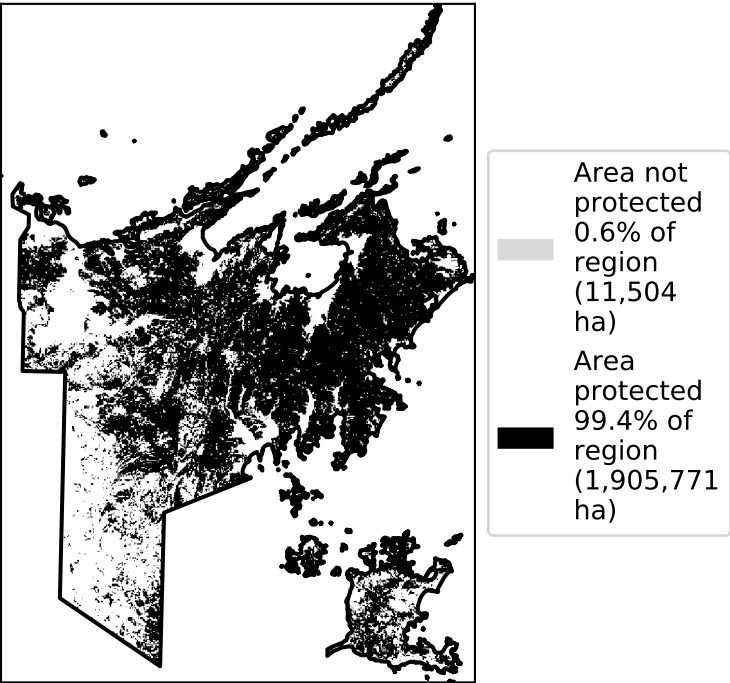 Area not
protected
0.6% of
region
(11,504
ha)
Area
protected
99.4% of
region
(1,905,771
ha)